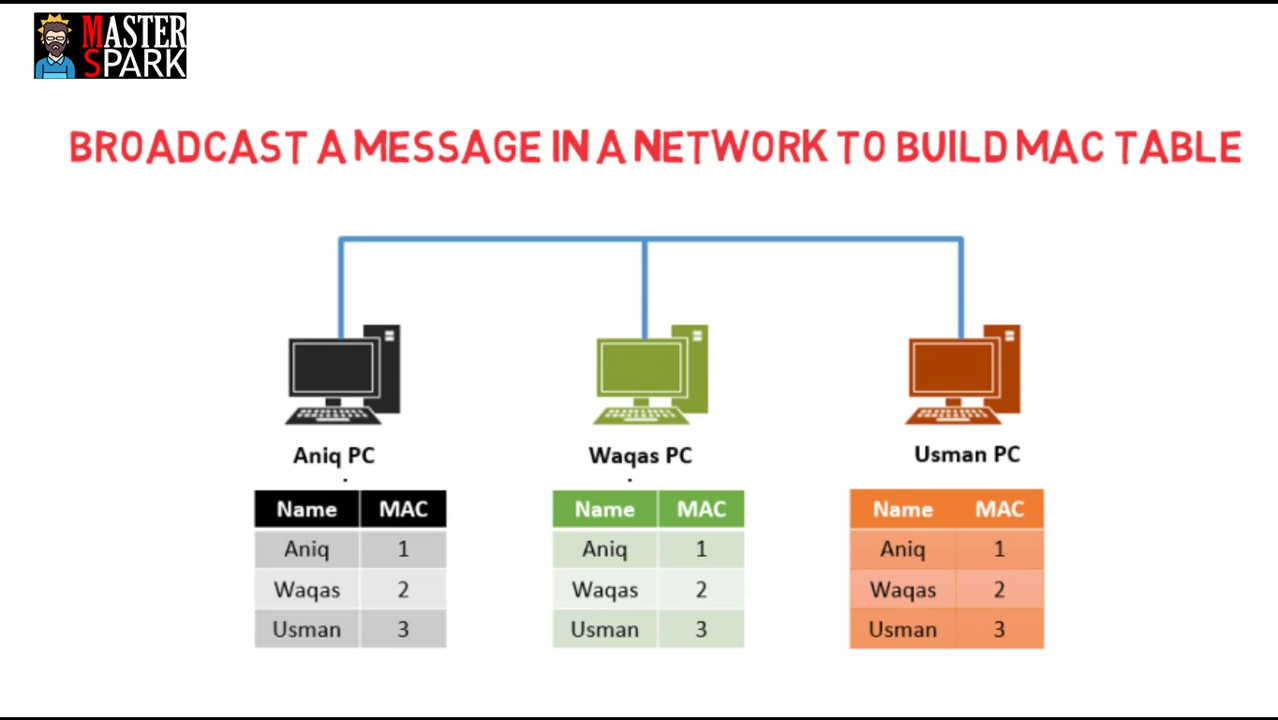 MASTER
SPARK
BROADCAST A MESSAGE IN A NETWORK TO BUILD MAC TABLE
Aniq PC
Waqas PC
Usman PC
Name MAC
Aniq 1
Waqas 2
Usman 3
Name MAC
Aniq 1
Waqas 2
Usman 3
Name MAC
Aniq 1
Waqas 2
Usman 3